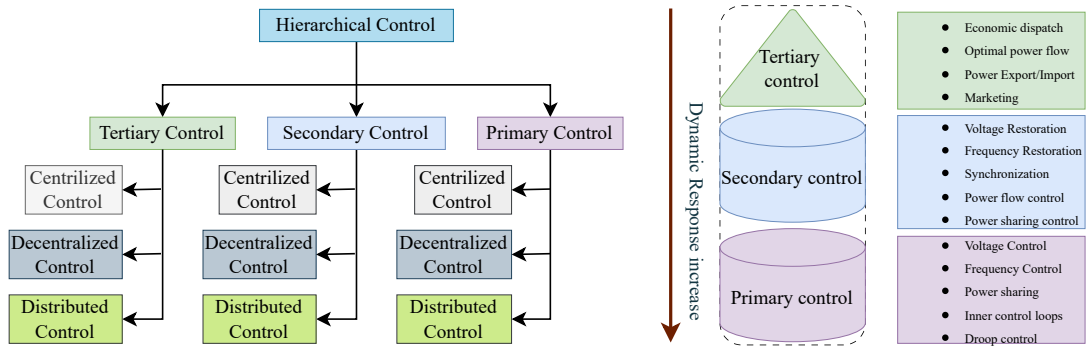 Hierarchical Control
Tertiary Control
Secondary Control
Primary Control
Centrilized
Control
Centrilized
Control
Centrilized
Control
Decentralized
Control
Decentralized
Control
Decentralized
Control
Distributed
Control
Distributed
Control
Distributed
Control
Dynamic Response increase
Tertiary
control
Secondary control
Primary control
● Economic dispatch
● Optimal power flow
● Power Export/Import
● Marketing
● Voltage Restoration
● Frequency Restoration
● Synchronization
● Power flow control
● Power sharing control
● Voltage Control
● Frequency Control
● Power sharing
● Inner control loops
● Droop control